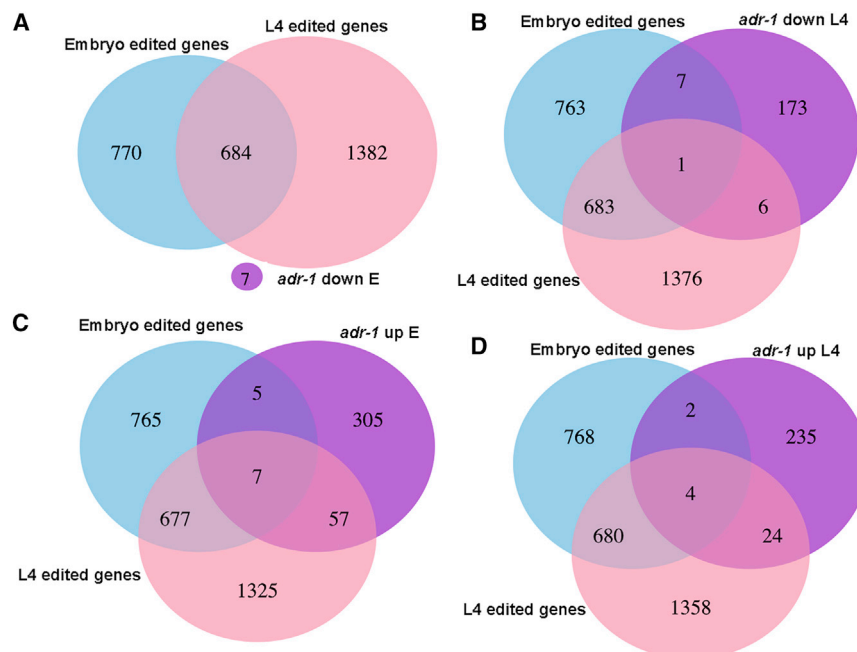 A
Embryo edited genes
L4 edited genes
770
684
1382
7
adr-1 down E
B
Embryo edited genes
adr-1 down L4
763
7
173
1
683
6
L4 edited genes
1376
C
Embryo edited genes
adr-1 up E
765
5
305
7
677
57
L4 edited genes
1325
D
Embryo edited genes
adr-1 up L4
768
2
235
4
680
24
L4 edited genes
1358